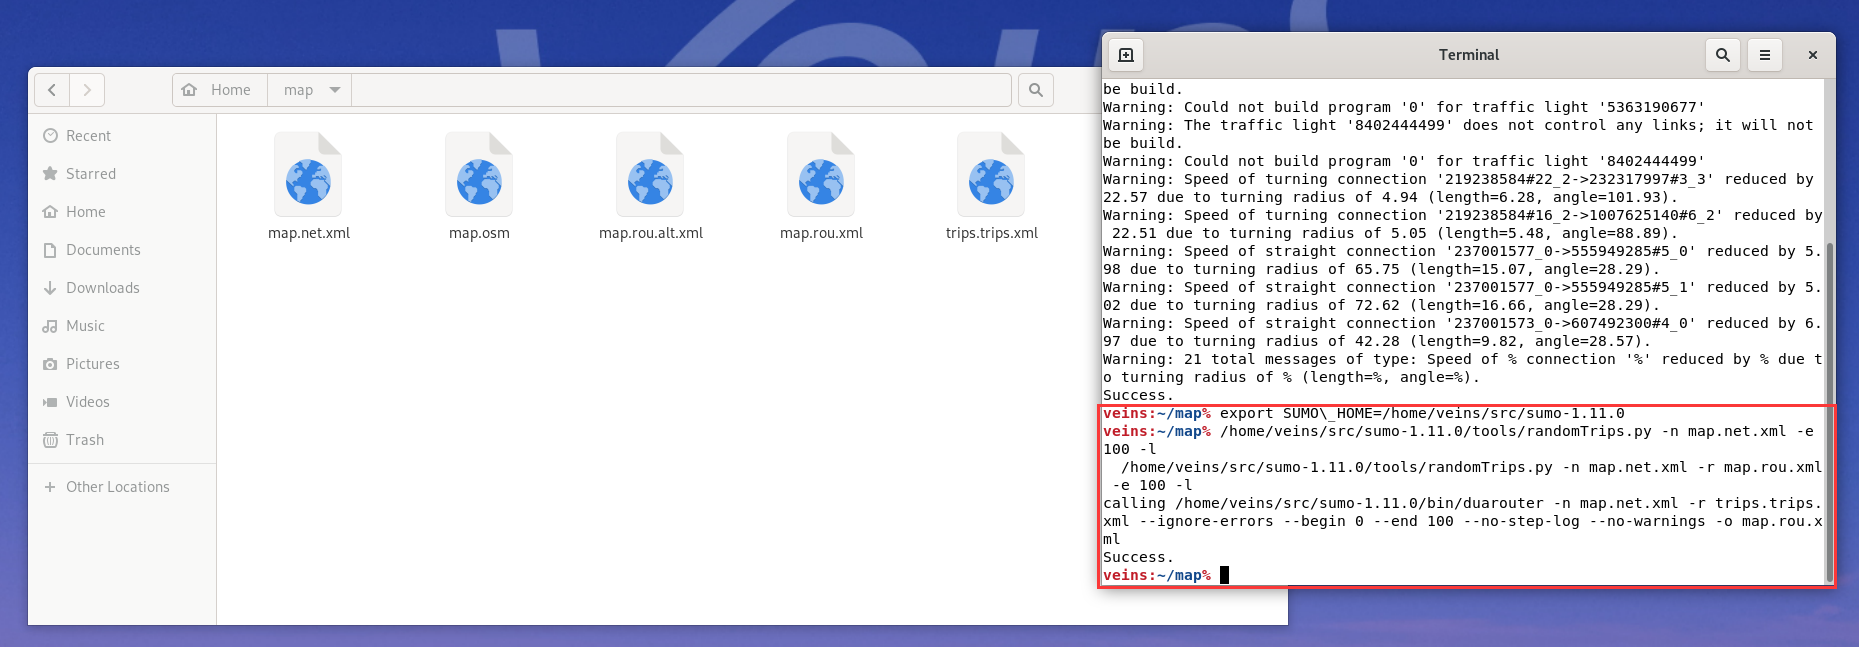 Home
map
Recent
Starred
Home
Documents
Downloads
Music
Pictures
Videos
Trash
Other Locations
map.net.xml
map.osm
map.rou.alt.xml
map.rou.xml
trips.trips.xml
Terminal
be build.
Warning: Could not build program '0' for traffic light '5363190677'
Warning: The traffic light '8402444499' does not control any links; it will not
be build.
Warning: Could not build program '0' for traffic light '8402444499'
Warning: Speed of turning connection '219238584#22_2->232317997#3_3' reduced by
22.57 due to turning radius of 4.94 (length=6.28, angle=101.93).
Warning: Speed of turning connection '219238584#16_2->1007625140#6_2' reduced by
22.51 due to turning radius of 5.05 (length=5.48, angle=88.89).
Warning: Speed of straight connection '237001577_0->555949285#5_0' reduced by 5.
98 due to turning radius of 65.75 (length=15.07, angle=28.29).
Warning: Speed of straight connection '237001577_0->555949285#5_1' reduced by 5.
02 due to turning radius of 72.62 (length=16.66, angle=28.29).
Warning: Speed of straight connection '237001573_0->607492300#4_0' reduced by 6.
97 due to turning radius of 42.28 (length=9.82, angle=28.57).
Warning: 21 total messages of type: Speed of % connection '%' reduced by % due t
o turning radius of % (length=%, angle=%).
Success.
veins:~/map% export SUMO\_HOME=/home/veins/src/sumo-1.11.0
veins:~/map% /home/veins/src/sumo-1.11.0/tools/randomTrips.py -n map.net.xml -e
100 -l
/home/veins/src/sumo-1.11.0/tools/randomTrips.py -n map.net.xml -r map.rou.xml
-e 100 -l
calling /home/veins/src/sumo-1.11.0/bin/duarouter -n map.net.xml -r trips.trips.
xml --ignore-errors --begin 0 --end 100 --no-step-log --no-warnings -o map.rou.x
ml
Success.
veins:~/map%